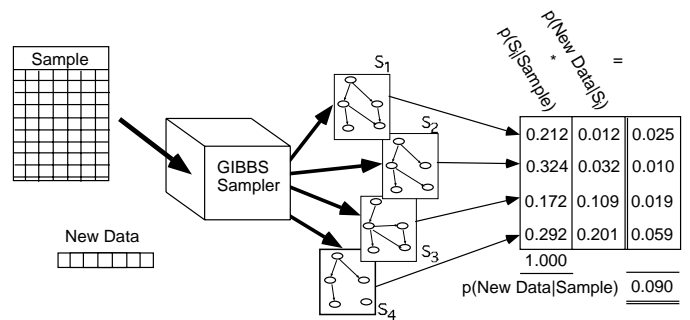 Sample
New Data
GIBBS
Sampler
S1
S2
S3
S4
p(Si|Sample) * p(New Data|Si) =
0.212 0.012 0.025
0.324 0.032 0.010
0.172 0.109 0.019
0.292 0.201 0.059
1.000
p(New Data|Sample) 0.090